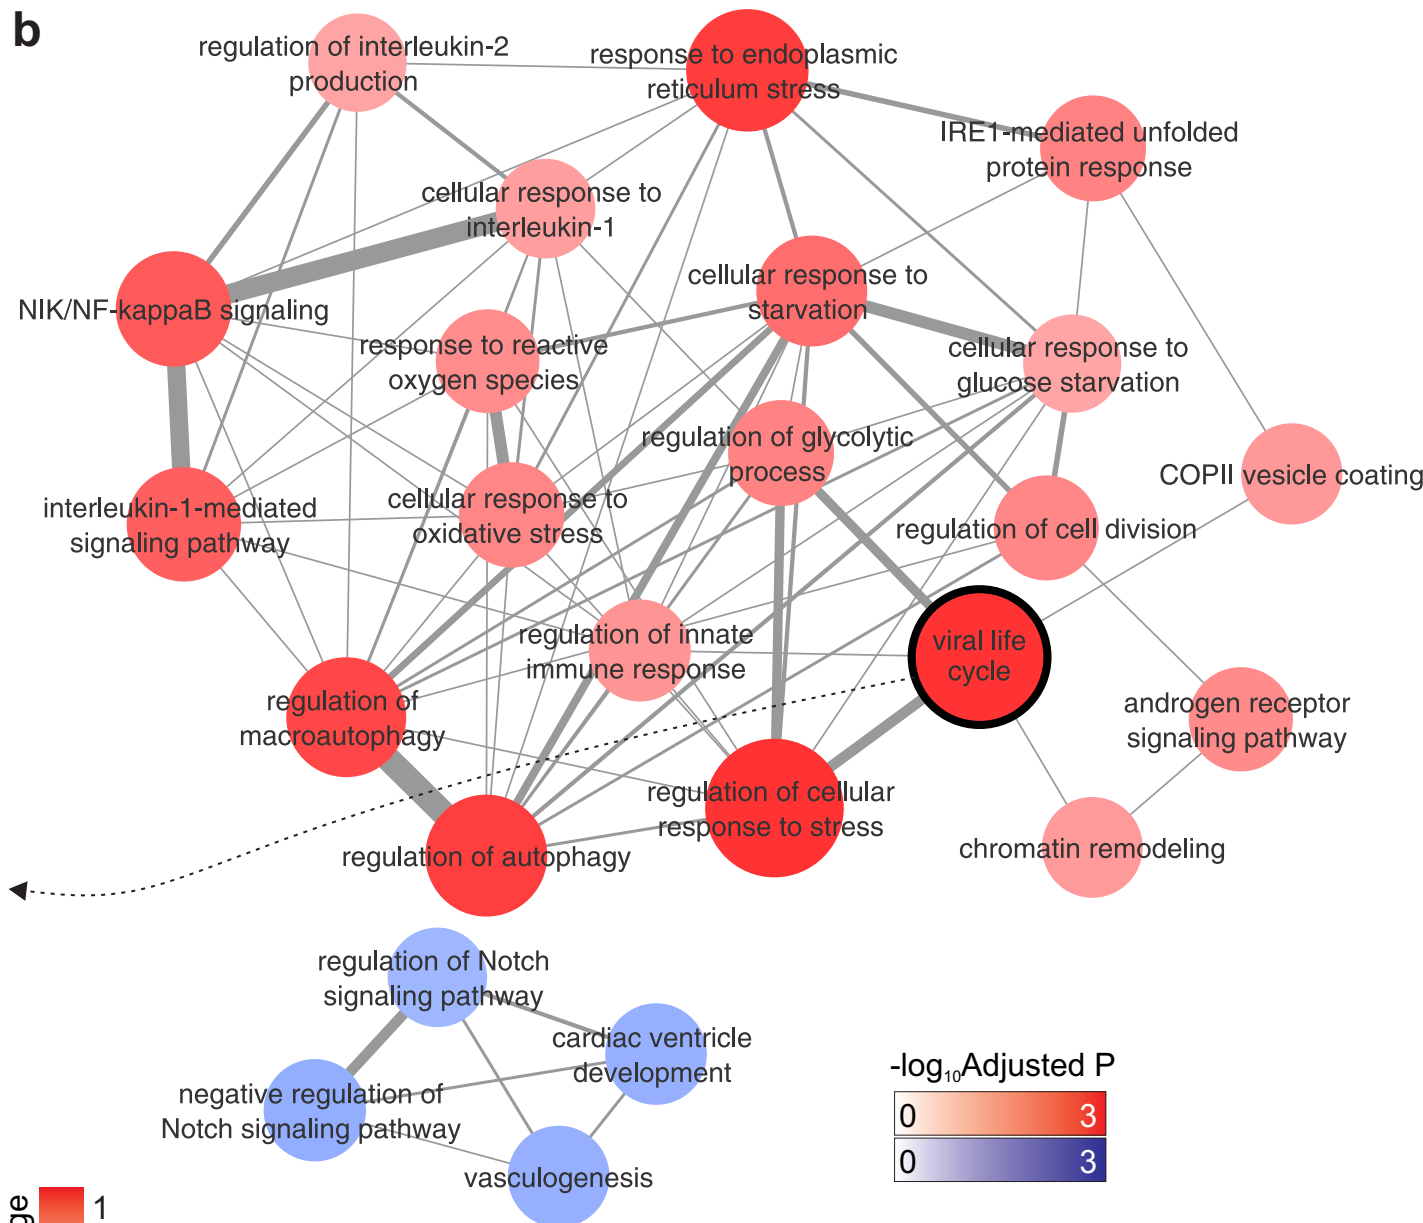 b
regulation of interleukin-2
production
response to endoplasmic
reticulum stress
IRE1-mediated unfolded
protein response
cellular response to
interleukin-1
cellular response to
starvation
NIK/NF-kappaB signaling
response to reactive
oxygen species
cellular response to
glucose starvation
regulation of glycolytic
process
COPII vesicle coating
interleukin-1-mediated
signaling pathway
cellular response to
oxidative stress
regulation of cell division
regulation of innate
immune response
viral life
cycle
regulation of
macroautophagy
androgen receptor
signaling pathway
regulation of cellular
response to stress
regulation of autophagy
chromatin remodeling
regulation of Notch
signaling pathway
cardiac ventricle
development
negative regulation of
Notch signaling pathway
vasculogenesis
-log₁₀Adjusted P
0 3
0 3
1